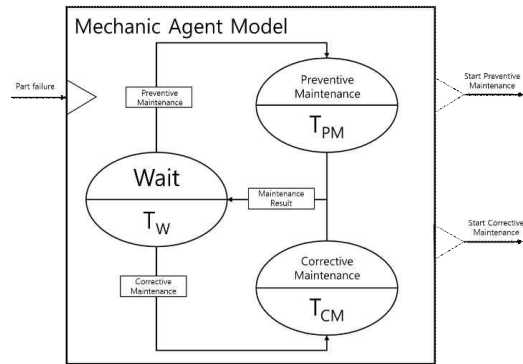 Mechanic Agent Model
Part failure
Preventive
Maintenance
Preventive
Maintenance
T_PM
Start Preventive
Maintenance
Wait
T_W
Maintenance
Result
Corrective
Maintenance
Corrective
Maintenance
T_CM
Start Corrective
Maintenance